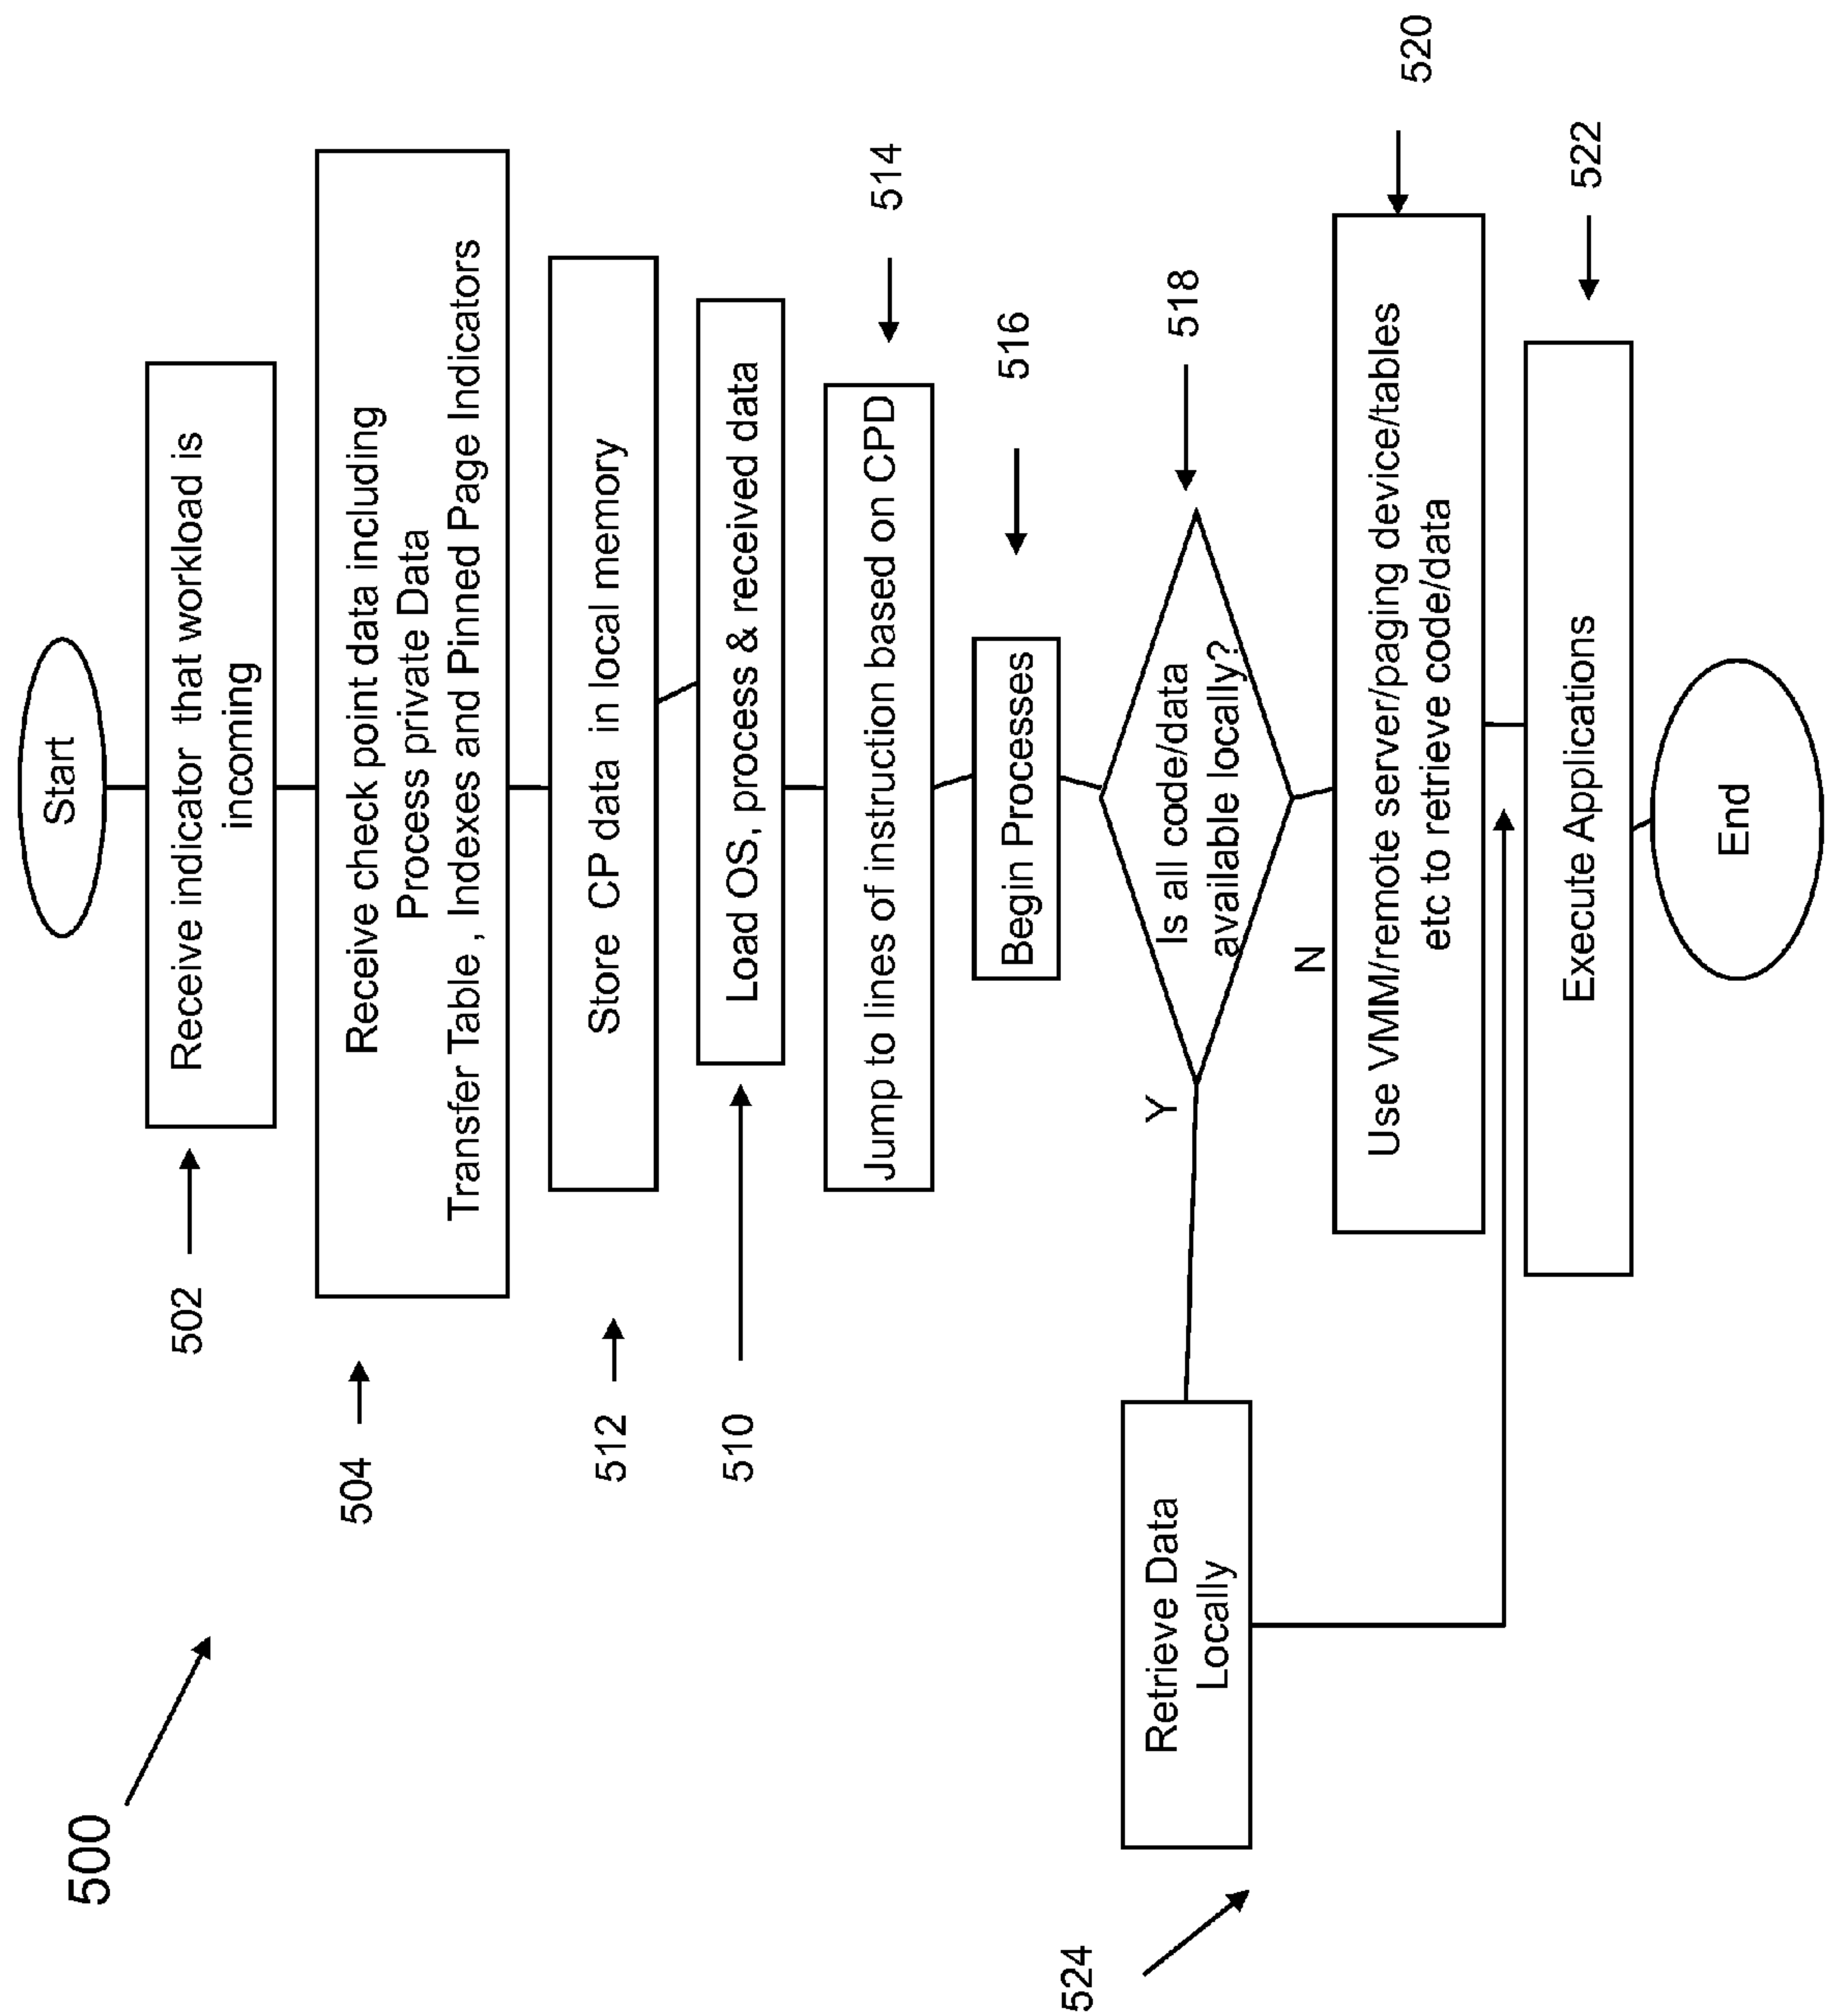 500
Start
502
Receive indicator that workload is
incoming
504
Receive check point data including
Process private Data
Transfer Table , Indexes and Pinned Page Indicators
512
Store CP data in local memory
510
Load OS, process & received data
514
Jump to lines of instruction based on CPD
516
Begin Processes
518
Is all code/data
available locally?
Y
N
524
Retrieve Data
Locally
520
Use VMM/remote server/paging device/tables
etc to retrieve code/data
522
Execute Applications
End